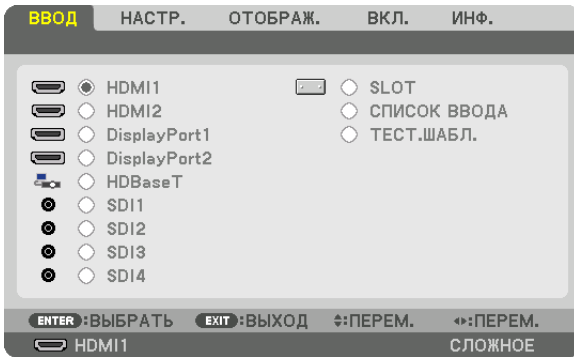 ВВОД НАСТР. ОТОБРАЖ. ВКЛ. ИНФ.
HDMI1
HDMI2
DisplayPort1
DisplayPort2
HDBaseT
SDI1
SDI2
SDI3
SDI4
SLOT
СПИСОК ВВОДА
ТЕСТ.ШАБЛ.
ENTER:ВЫБРАТЬ EXIT:ВЫХОД :ПЕРЕМ. :ПЕРЕМ.
HDMI1 СЛОЖНОЕ